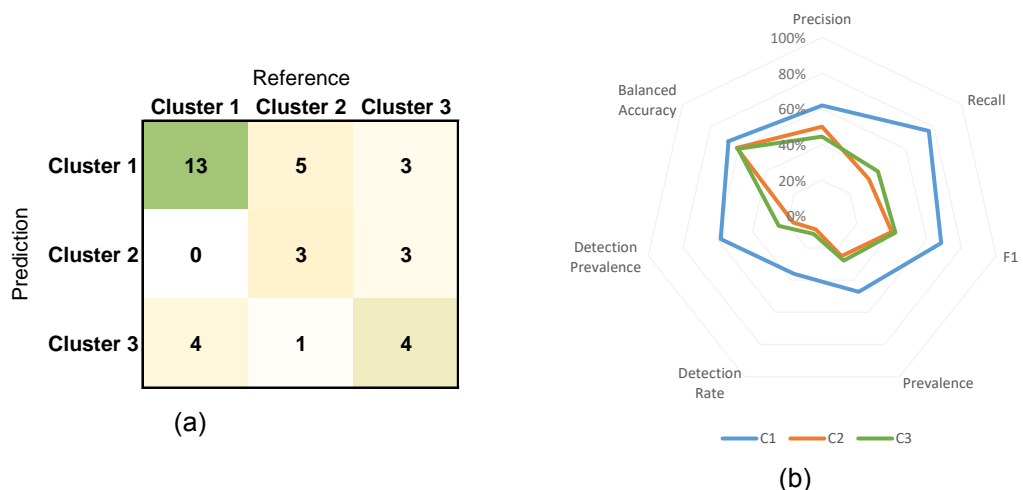 Reference
Cluster 1 Cluster 2 Cluster 3
Prediction
Cluster 1 13 5 3
Cluster 2 0 3 3
Cluster 3 4 1 4
(a)
Precision
100%
80%
60%
40%
20%
0%
Recall
F1
Prevalence
Detection
Rate
Detection
Prevalence
Balanced
Accuracy
C1 C2 C3
(b)